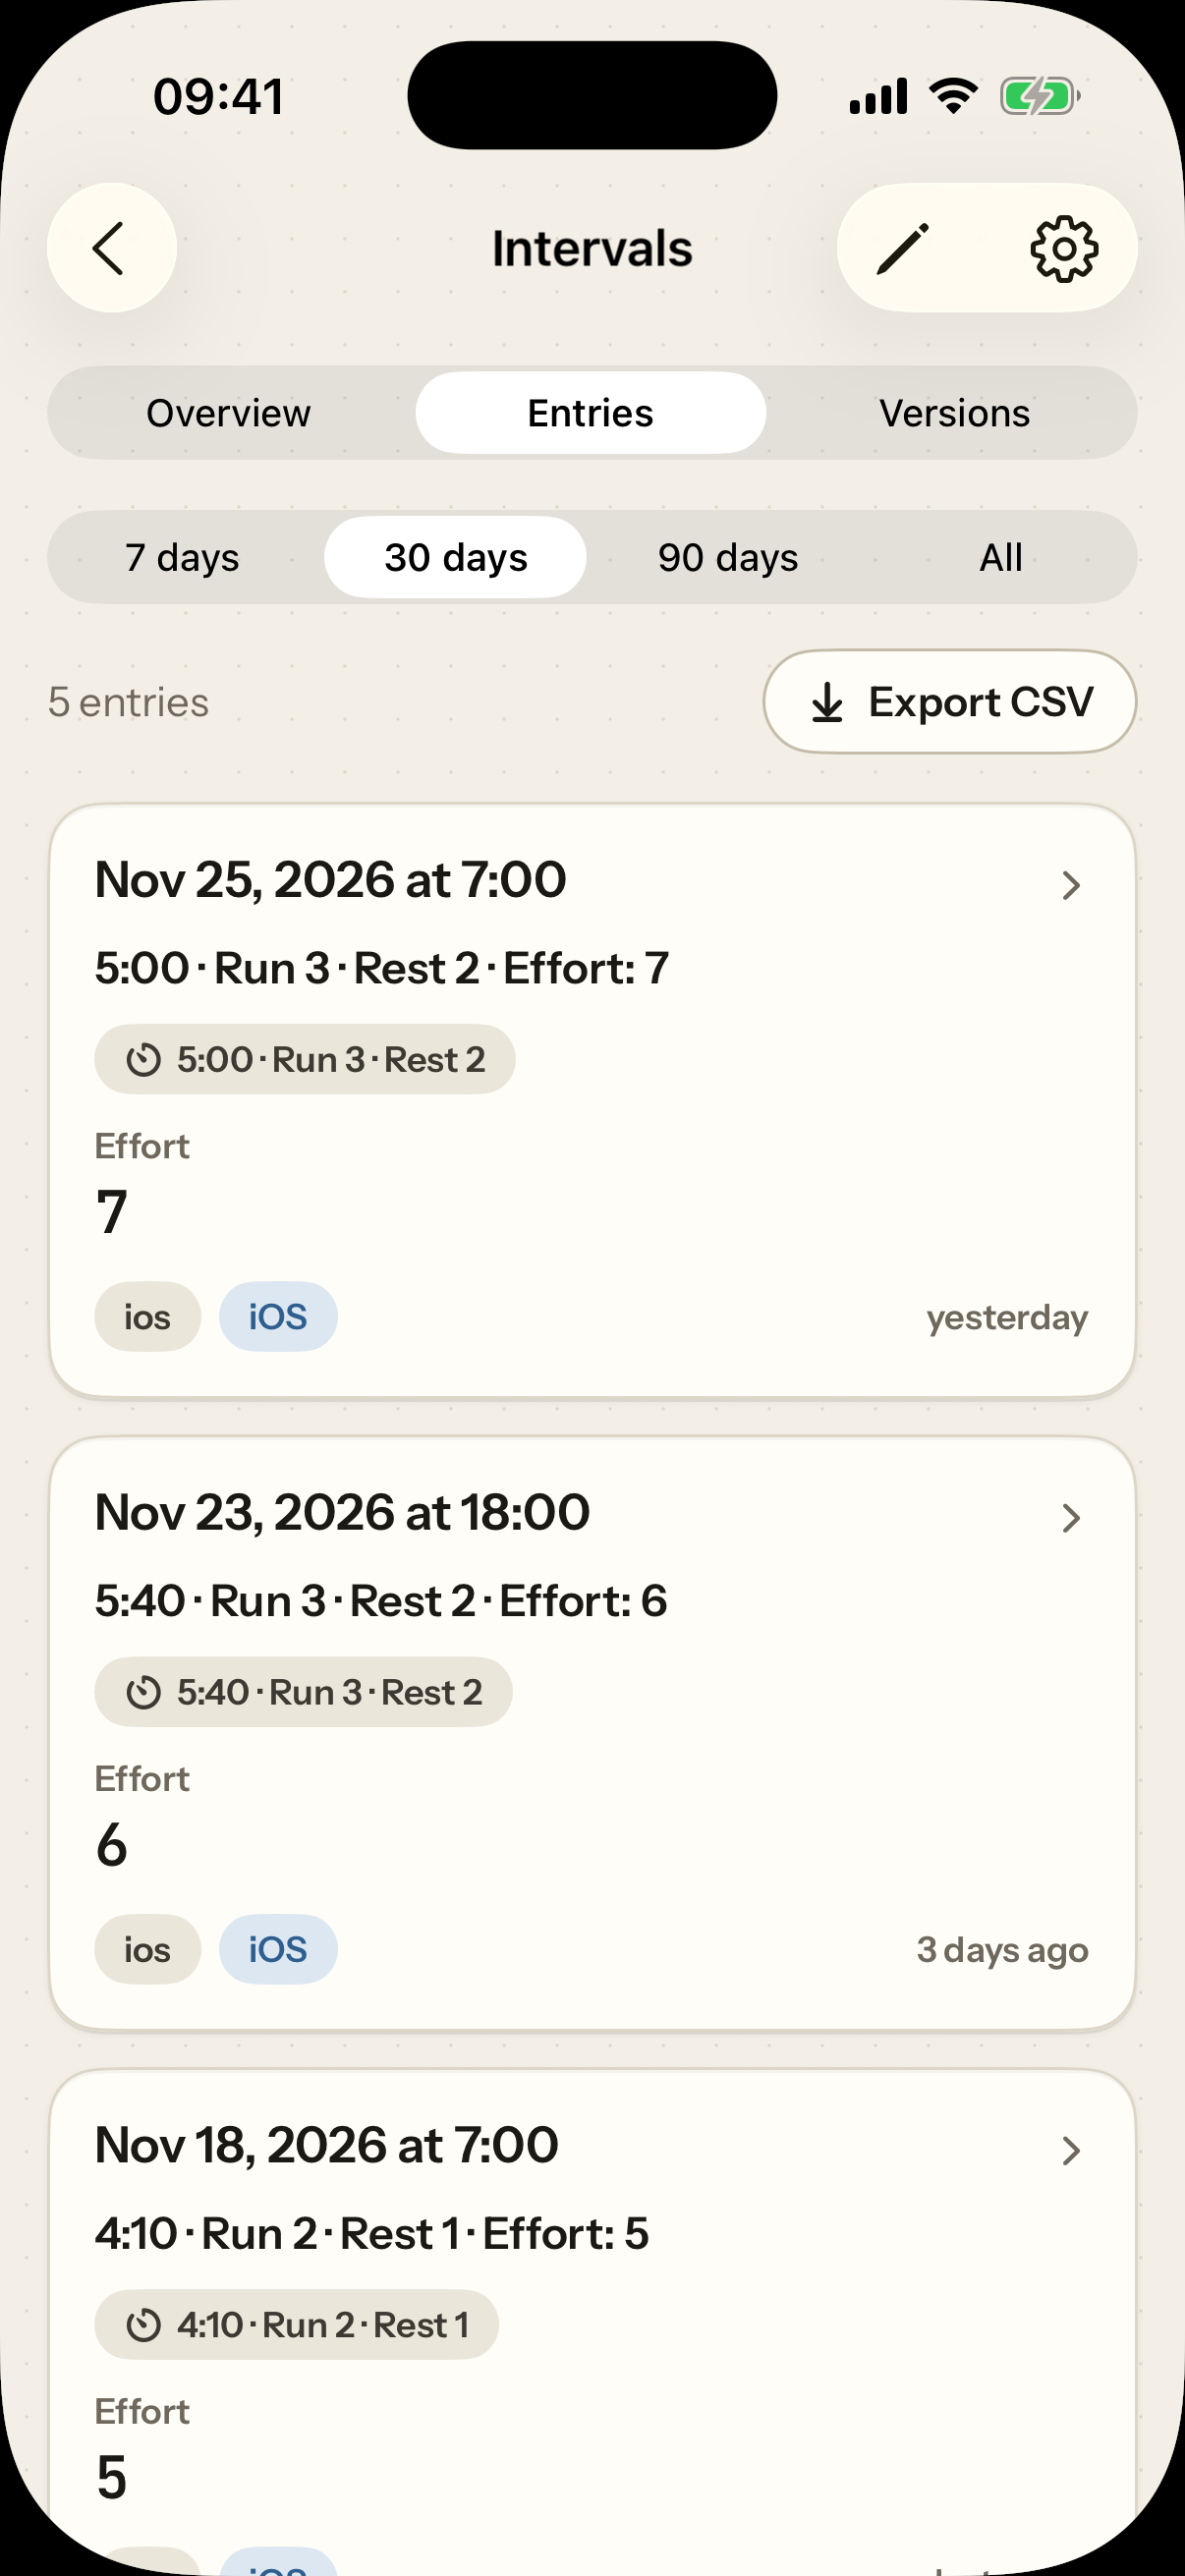 09:41
Intervals
Overview Entries Versions
7 days 30 days 90 days All
5 entries Export CSV
Nov 25, 2026 at 7:00
5:00 · Run 3 · Rest 2 · Effort: 7
5:00 · Run 3 · Rest 2
Effort
7
ios iOS yesterday
Nov 23, 2026 at 18:00
5:40 · Run 3 · Rest 2 · Effort: 6
5:40 · Run 3 · Rest 2
Effort
6
ios iOS 3 days ago
Nov 18, 2026 at 7:00
4:10 · Run 2 · Rest 1 · Effort: 5
4:10 · Run 2 · Rest 1
Effort
5
iOS